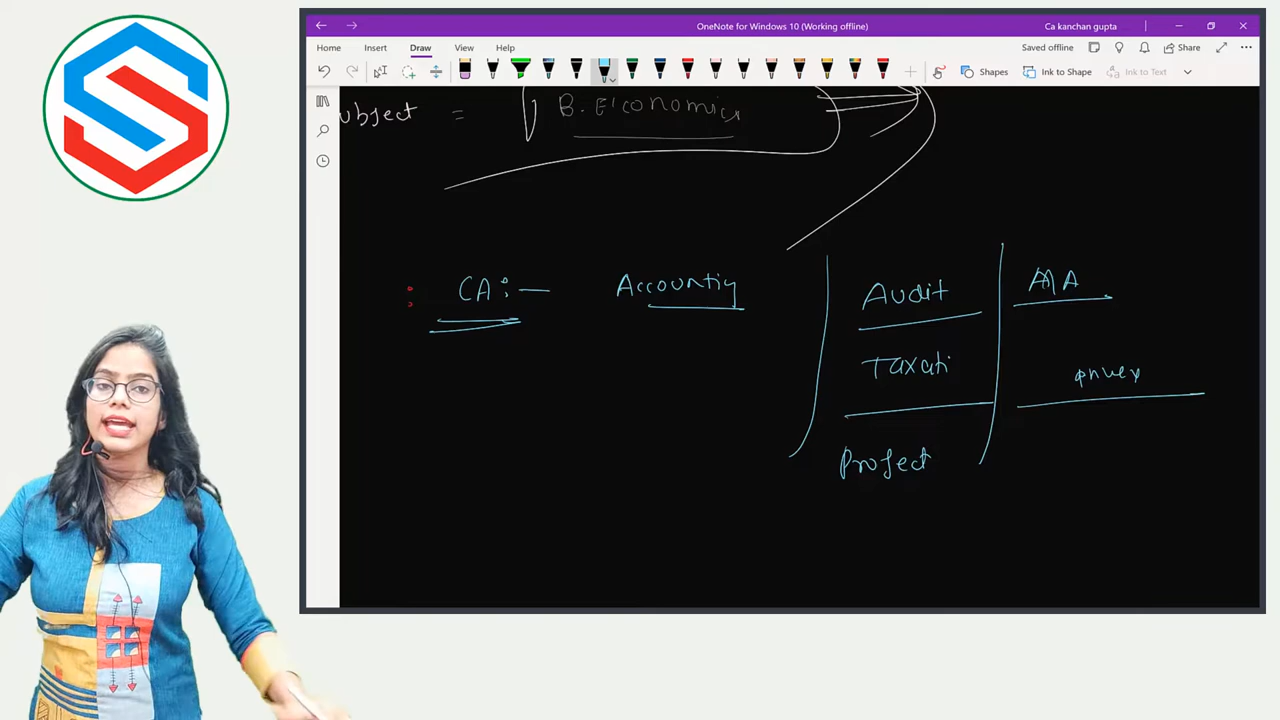 OneNote for Windows 10 (Working offline)
Ca kanchan gupta
Home Insert Draw View Help
Saved offline
Share
Shapes
Ink to Shape
Ink to Text
ubject = B. Economics
CA :- Accounting Audit
Taxati
Project